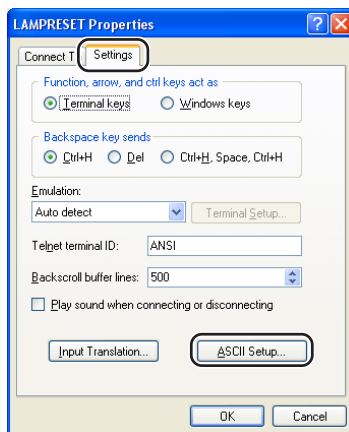 LAMPRESET Properties
Connect T Settings
Function, arrow, and ctrl keys act as
Terminal keys Windows keys
Backspace key sends
Ctrl+H Del Ctrl+H, Space, Ctrl+H
Emulation:
Auto detect Terminal Setup...
Telnet terminal ID: ANSI
Backscroll buffer lines: 500
Play sound when connecting or disconnecting
Input Translation... ASCII Setup...
OK Cancel